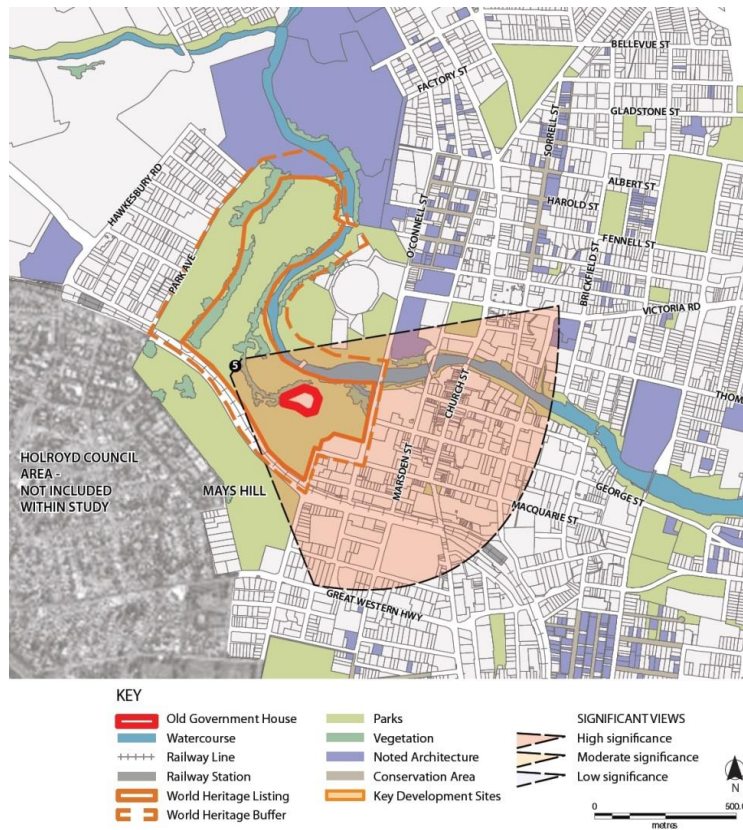 BELLEVUE ST
FACTORY ST
GLADSTONE ST
SORRELL ST
HAWKESBURY RD
ALBERT ST
HAROLD ST
O'CONNELL ST
FENNELL ST
PARK AVE
BRICKFIELD ST
VICTORIA RD
5
CHURCH ST
THOM
HOLROYD COUNCIL
AREA -
NOT INCLUDED
WITHIN STUDY
MAYS HILL
MARSDEN ST
GEORGE ST
MACQUARIE ST
GREAT WESTERN HWY
KEY
Old Government House
Watercourse
Railway Line
Railway Station
World Heritage Listing
World Heritage Buffer
Parks
Vegetation
Noted Architecture
Conservation Area
Key Development Sites
SIGNIFICANT VIEWS
High significance
Moderate significance
Low significance
N
0 500.
metres